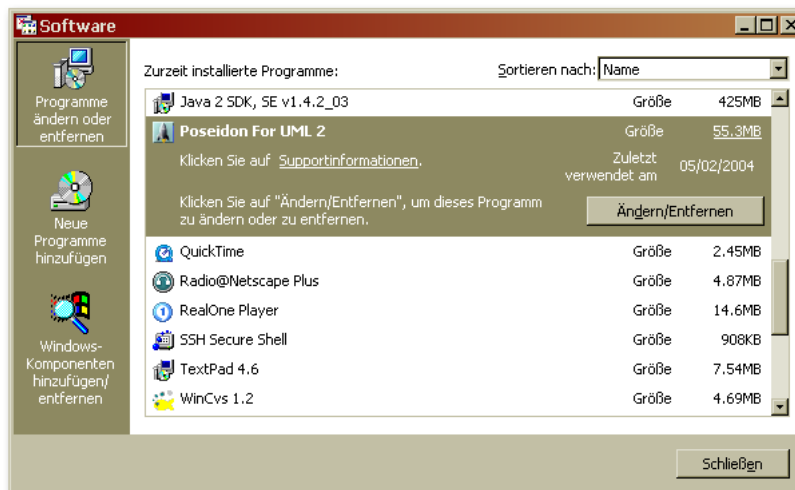 Software
Programme
ändern oder
entfernen
Neue
Programme
hinzufügen
Windows-
Komponenten
hinzufügen/
entfernen
Zurzeit installierte Programme: Sortieren nach: Name
Java 2 SDK, SE v1.4.2_03 Größe 425MB
Poseidon For UML 2 Größe 55.3MB
Klicken Sie auf Supportinformationen. Zuletzt verwendet am 05/02/2004
Klicken Sie auf "Ändern/Entfernen", um dieses Programm
zu ändern oder zu entfernen.
Ändern/Entfernen
QuickTime Größe 2.45MB
Radio@Netscape Plus Größe 4.87MB
RealOne Player Größe 14.6MB
SSH Secure Shell Größe 908KB
TextPad 4.6 Größe 7.54MB
WinCvs 1.2 Größe 4.69MB
Schließen